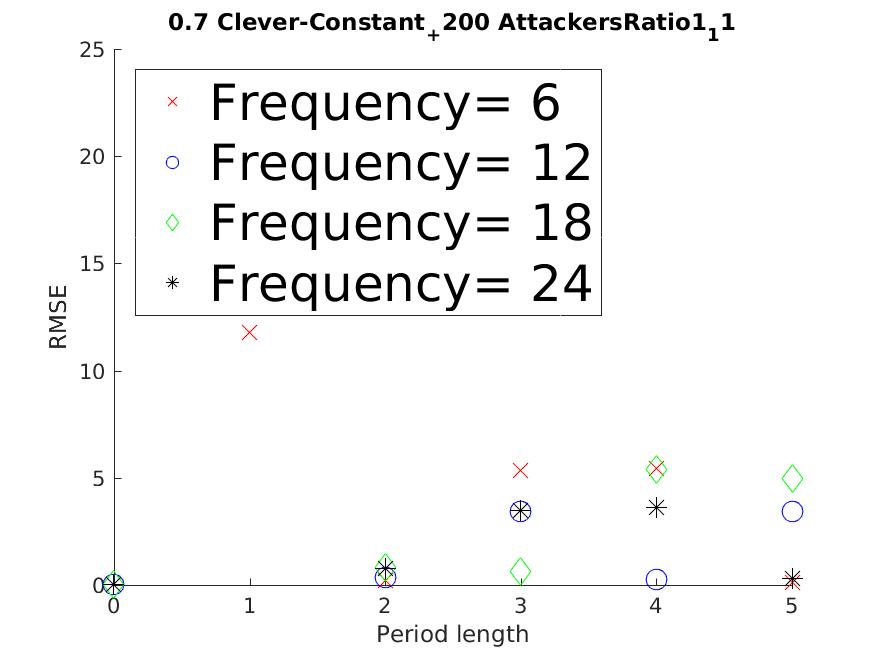 0.7 Clever-Constant+200 AttackersRatio111
25
Frequency= 6
Frequency= 12
Frequency= 18
Frequency= 24
20
15
10
5
0
RMSE
0 1 2 3 4 5
Period length